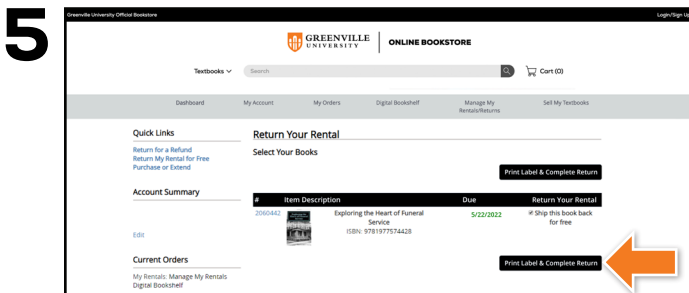 5
Greenville University Official Bookstore
Login/Sign Up
GREENVILLE
UNIVERSITY
ONLINE BOOKSTORE
Textbooks
Search
Cart (0)
Dashboard
My Account
My Orders
Digital Bookshelf
Manage My
Rentals/Returns
Sell My Textbooks
Quick Links
Return for a Refund
Return My Rental for Free
Purchase or Extend
Account Summary
Edit
Current Orders
My Rentals: Manage My Rentals
Digital Bookshelf
Return Your Rental
Select Your Books
Print Label & Complete Return
# Item Description Due Return Your Rental
2060442
Exploring the Heart of Funeral
Service
ISBN: 9781977574428
5/22/2022
Ship this book back
for free
Print Label & Complete Return